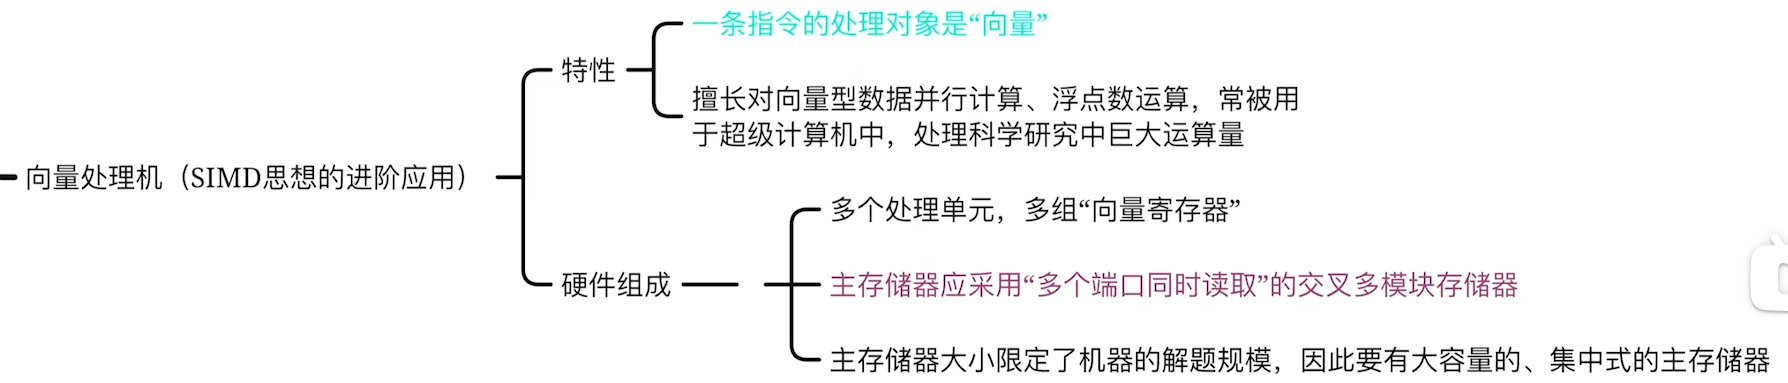 一条指令的处理对象是“向量”
特性
擅长对向量型数据并行计算、浮点数运算，常被用
于超级计算机中，处理科学研究中巨大运算量
向量处理机（SIMD思想的进阶应用）
多个处理单元，多组“向量寄存器”
硬件组成
主存储器应采用“多个端口同时读取”的交叉多模块存储器
主存储器大小限定了机器的解题规模，因此要有大容量的、集中式的主存储器